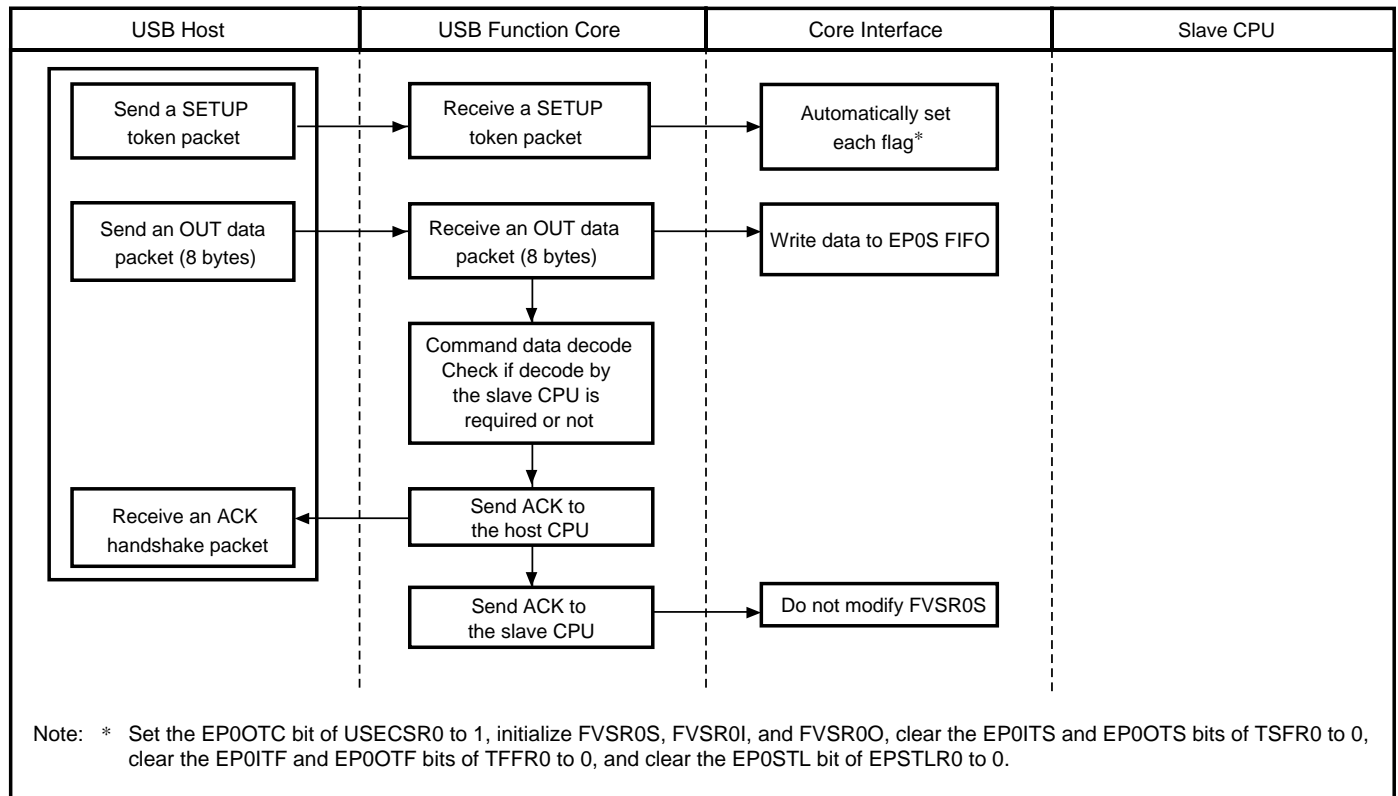 USB Host
USB Function Core
Core Interface
Slave CPU
Send a SETUP
token packet
Receive a SETUP
token packet
Automatically set
each flag*
Send an OUT data
packet (8 bytes)
Receive an OUT data
packet (8 bytes)
Write data to EP0S FIFO
Command data decode
Check if decode by
the slave CPU is
required or not
Receive an ACK
handshake packet
Send ACK to
the host CPU
Send ACK to
the slave CPU
Do not modify FVSR0S
Note: * Set the EP0OTC bit of USECSR0 to 1, initialize FVSR0S, FVSR0I, and FVSR0O, clear the EP0ITS and EP0OTS bits of TSFR0 to 0,
clear the EP0ITF and EP0OTF bits of TFFR0 to 0, and clear the EP0STL bit of EPSTLR0 to 0.